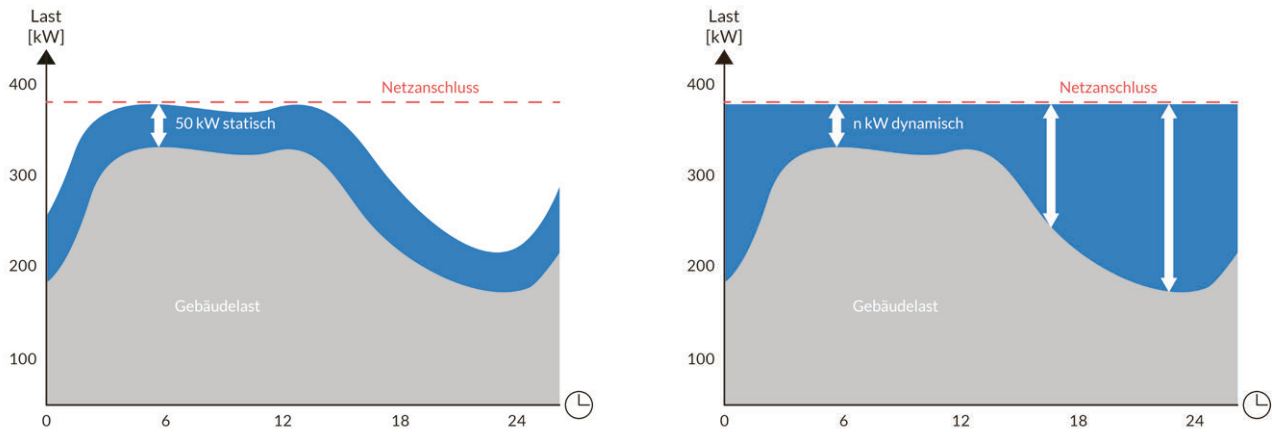 Last
[kW]
400
Netzanschluss
50 kW statisch
300
200
Gebäudelast
100
0
6
12
18
24
Last
[kW]
400
Netzanschluss
n kW dynamisch
300
200
Gebäudelast
100
0
6
12
18
24